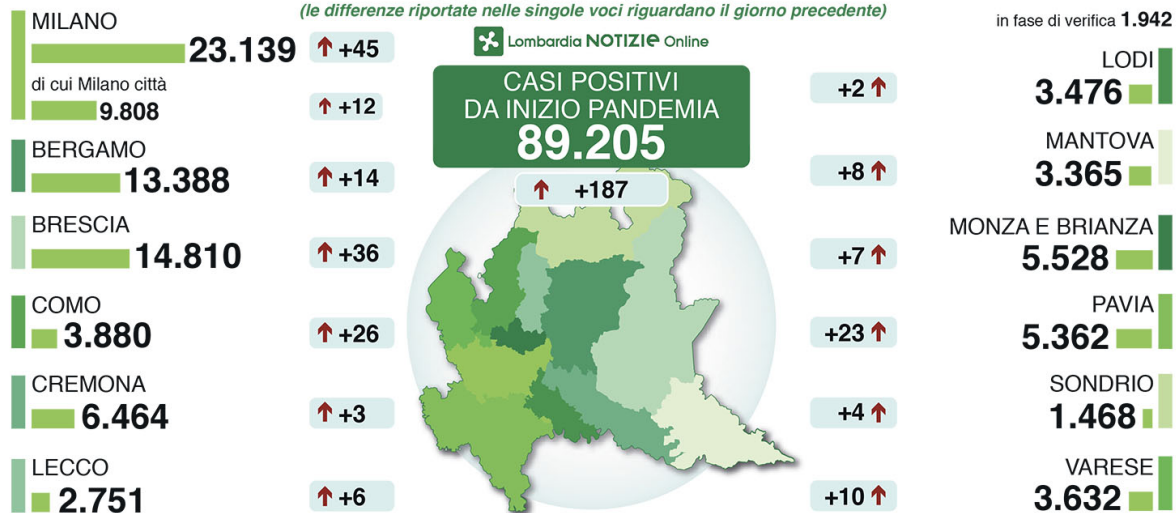 (le differenze riportate nelle singole voci riguardano il giorno precedente)
Lombardia NOTIZIE Online
CASI POSITIVI
DA INIZIO PANDEMIA
89.205
+187
MILANO
23.139 +45
di cui Milano città
9.808 +12
BERGAMO
13.388 +14
BRESCIA
14.810 +36
COMO
3.880 +26
CREMONA
6.464 +3
LECCO
2.751 +6
in fase di verifica 1.942
LODI
+2 3.476
MANTOVA
+8 3.365
MONZA E BRIANZA
+7 5.528
PAVIA
+23 5.362
SONDRIO
+4 1.468
VARESE
+10 3.632